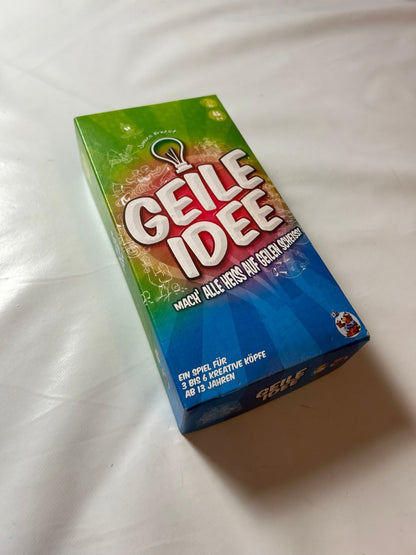 GEILE
IDEE
MACH' ALLE HEISS AUF GEILEN SCHEISS!
EIN SPIEL FÜR
3 BIS 6 KREATIVE KÖPFE
AB 13 JAHREN
GEILE
IDEE